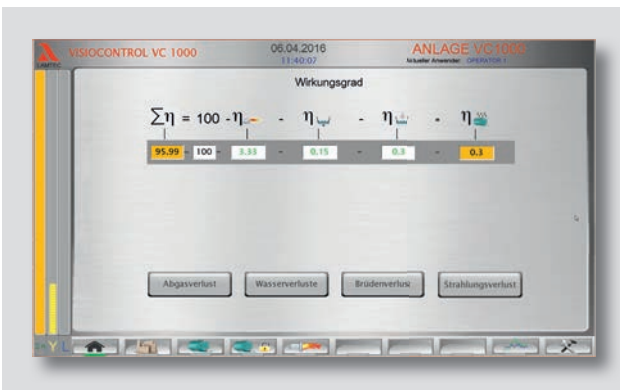 LAMTEC
VISIOCONTROL VC 1000
06.04.2016
11:40:07
ANLAGE VC1000
Aktueller Anwender: OPERATOR 1
Wirkungsgrad
∑η = 100 - η - η - η - η
95.99 - 100 - 3.33 - 0.15 - 0.3 - 0.3
Abgasverlust Wasserverluste Brüdenverlust Strahlungsverlust
Y L